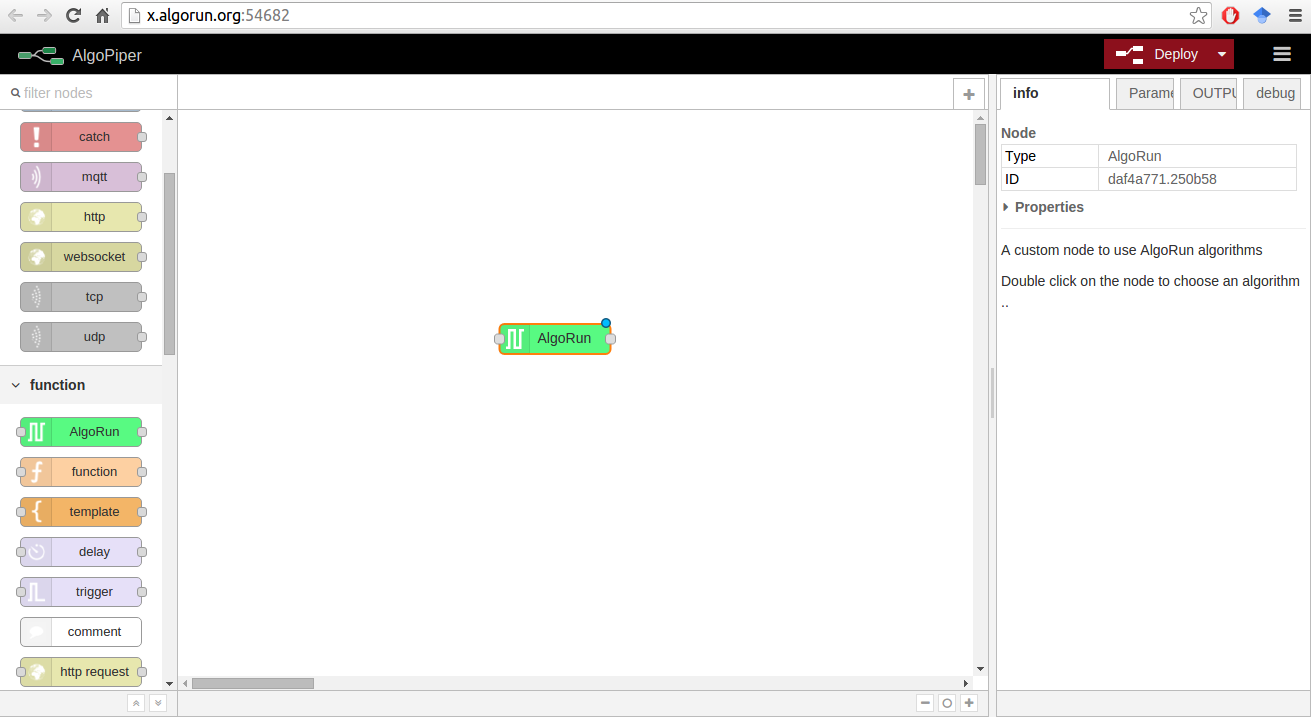 x.algorun.org:54682
AlgoPiper
Deploy
filter nodes
catch
mqtt
http
websocket
tcp
udp
function
AlgoRun
function
template
delay
trigger
comment
http request
AlgoRun
info
Parame
OUTPU
debug
Node
Type AlgoRun
ID daf4a771.250b58
Properties
A custom node to use AlgoRun algorithms
Double click on the node to choose an algorithm
..